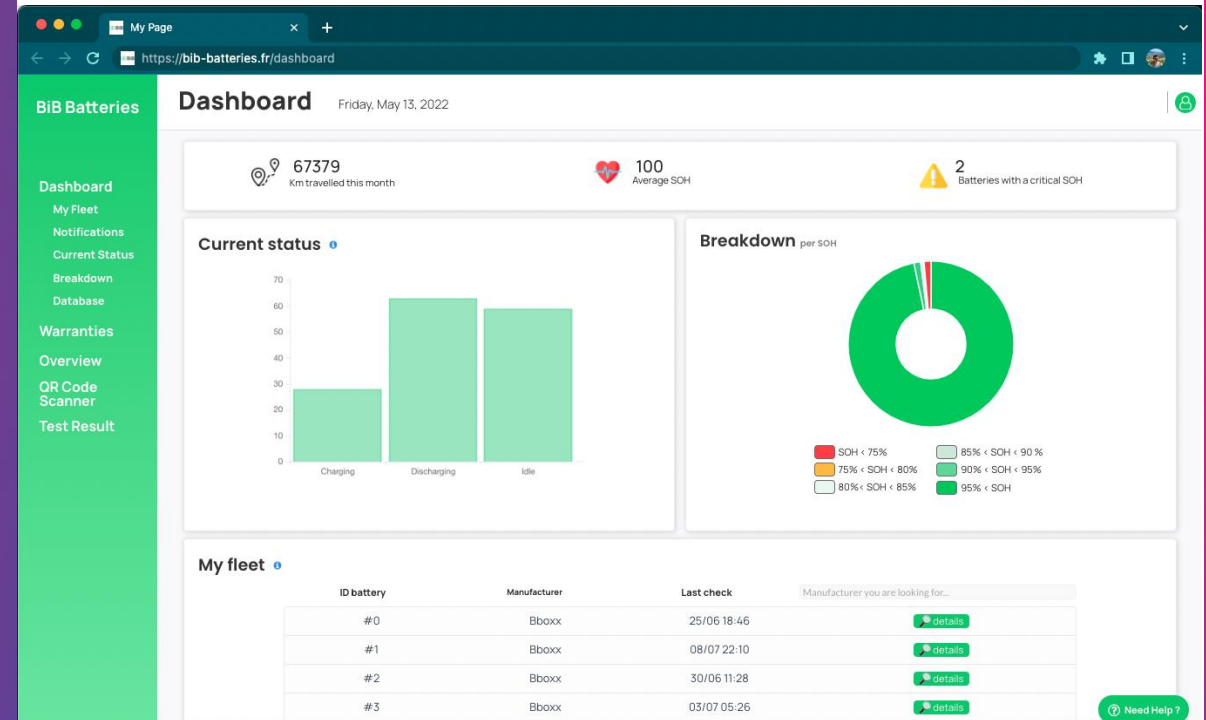 My Page
https://bib-batteries.fr/dashboard
BiB Batteries
Dashboard
My Fleet
Notifications
Current Status
Breakdown
Database
Warranties
Overview
QR Code
Scanner
Test Result
Dashboard Friday, May 13, 2022
67379
Km travelled this month
100
Average SOH
2
Batteries with a critical SOH
Current status
70
60
50
40
30
20
10
0
Charging Discharging Idle
Breakdown per SOH
SOH < 75% 85% < SOH < 90 %
75% < SOH < 80% 90% < SOH < 95%
80%< SOH < 85% 95% < SOH
My fleet
ID battery Manufacturer Last check Manufacturer you are looking for...
#0 Bboxx 25/06 18:46 details
#1 Bboxx 08/07 22:10 details
#2 Bboxx 30/06 11:28 details
#3 Bboxx 03/07 05:26 details
Need Help ?